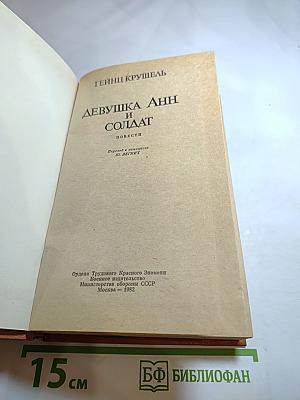 ГЕЙНЦ КРУШЕЛЬ
ДЕВУШКА АНН
И
СОЛДАТ
ПОВЕСТИ
Перевод с немецкого
Ордена Трудового Красного Знамени
Военное издательство
Министерства обороны СССР
Москва — 1982
15 см
БФ БИБЛИОФАН